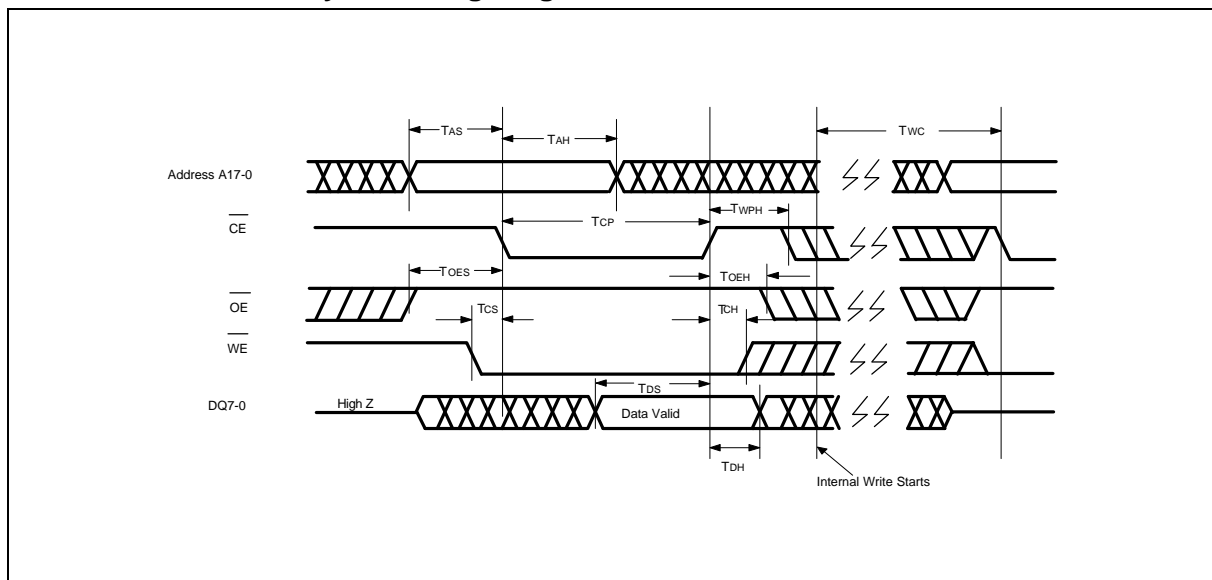 TAS
TAH
TWC
Address A17-0
TCP
TWPH
CE
TOES
TOEH
OE
TCS
TCH
WE
TDS
DQ7-0
High Z
Data Valid
TDH
Internal Write Starts